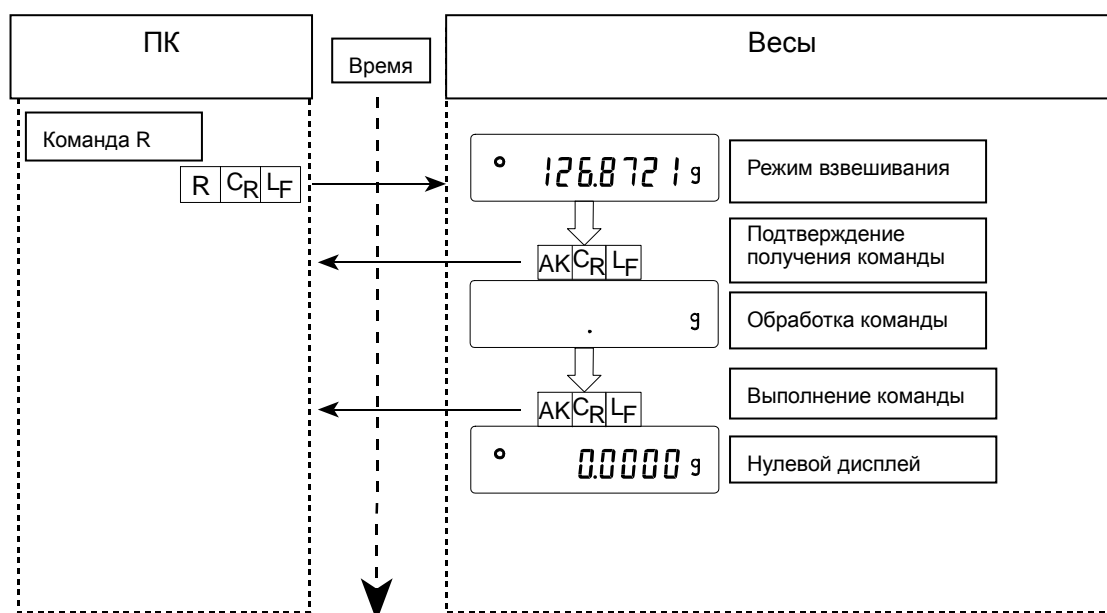 ПК
Время
Весы
Команда R
R CR LF
126.8721 g
Режим взвешивания
AK CR LF
Подтверждение
получения команды
. g
Обработка команды
AK CR LF
Выполнение команды
0.0000 g
Нулевой дисплей